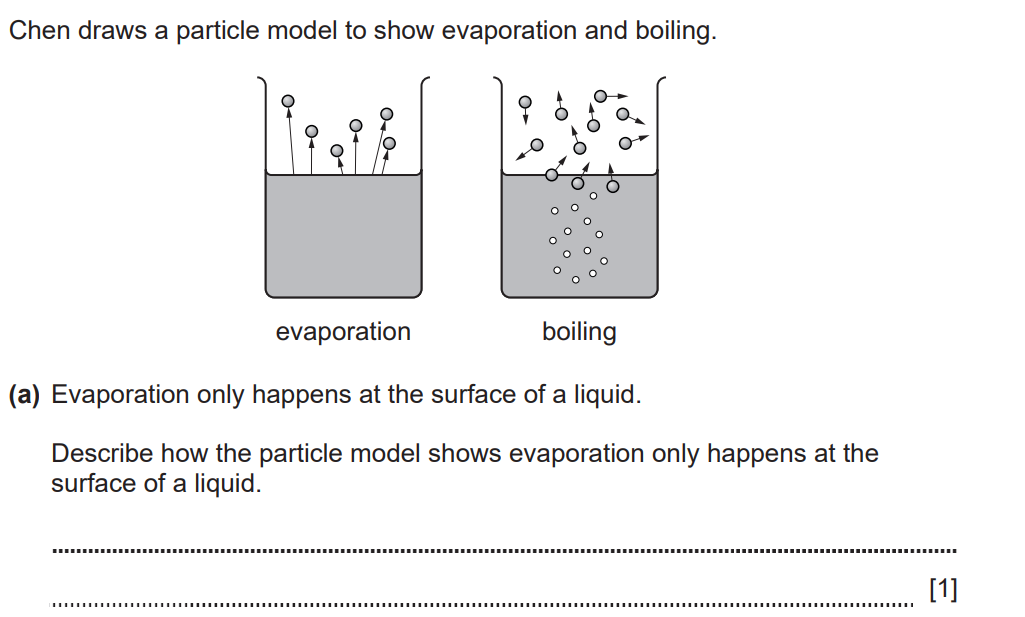 Chen draws a particle model to show evaporation and boiling.
evaporation boiling
(a) Evaporation only happens at the surface of a liquid.
Describe how the particle model shows evaporation only happens at the
surface of a liquid.
[1]